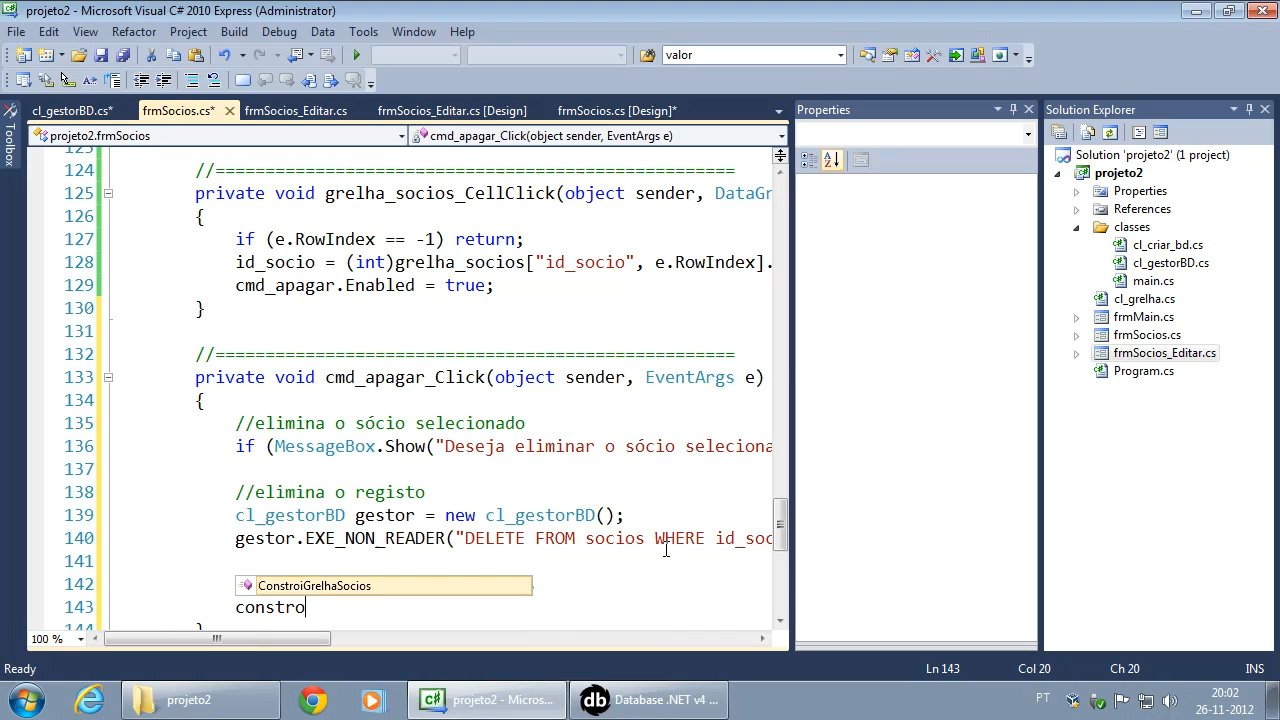 projeto2 - Microsoft Visual C# 2010 Express (Administrator)
File Edit View Refactor Project Build Debug Data Tools Window Help
valor
cl_gestorBD.cs* frmSocios.cs* frmSocios_Editar.cs frmSocios_Editar.cs [Design] frmSocios.cs [Design]*
Properties
Solution Explorer
Toolbox
projeto2.frmSocios cmd_apagar_Click(object sender, EventArgs e)
123
124 //====================================================
125 private void grelha_socios_CellClick(object sender, DataGr
126 {
127 if (e.RowIndex == -1) return;
128 id_socio = (int)grelha_socios["id_socio", e.RowIndex].
129 cmd_apagar.Enabled = true;
130 }
131
132 //====================================================
133 private void cmd_apagar_Click(object sender, EventArgs e)
134 {
135 //elimina o sócio selecionado
136 if (MessageBox.Show("Deseja eliminar o sócio seleciona
137
138 //elimina o registo
139 cl_gestorBD gestor = new cl_gestorBD();
140 gestor.EXE_NON_READER("DELETE FROM socios WHERE id_soc
141
142 ConstroiGrelhaSocios
143 constro
144 }
100 %
Solution 'projeto2' (1 project)
projeto2
Properties
References
classes
cl_criar_bd.cs
cl_gestorBD.cs
main.cs
cl_grelha.cs
frmMain.cs
frmSocios.cs
frmSocios_Editar.cs
Program.cs
Ready Ln 143 Col 20 Ch 20 INS
projeto2 projeto2 - Micros... Database .NET v4 ... PT 20:02
26-11-2012